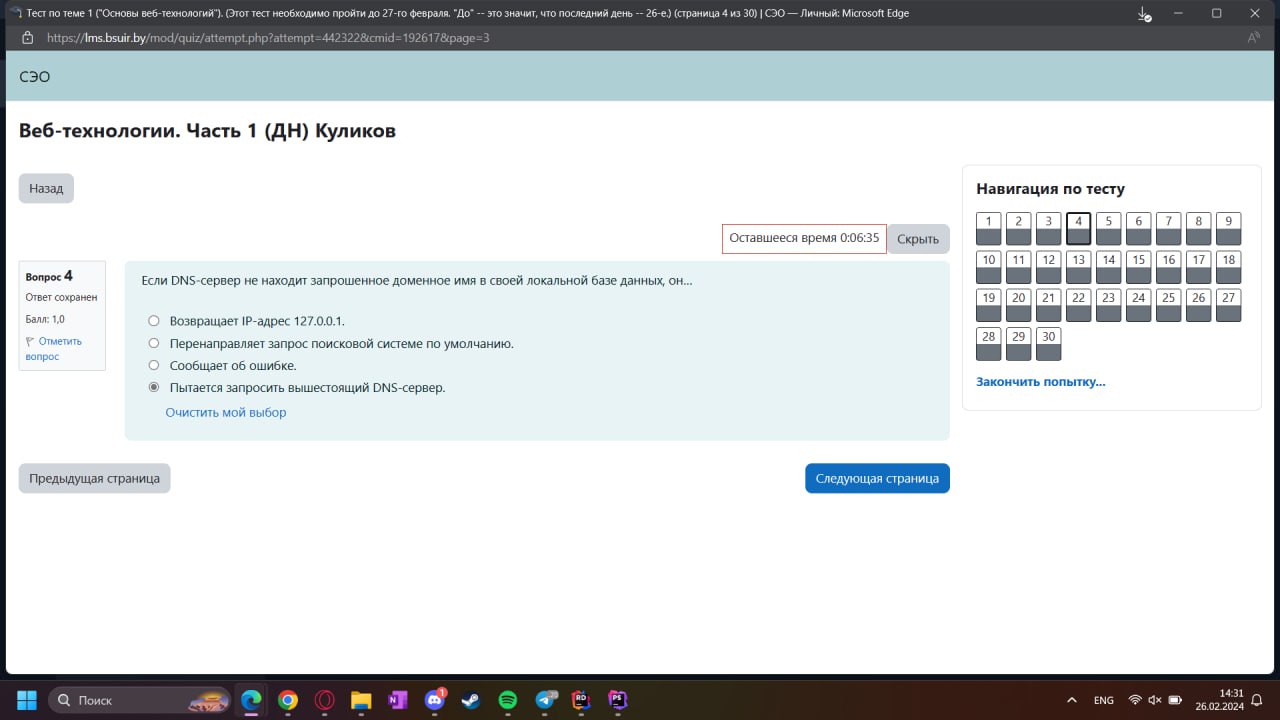 Тест по теме 1 ("Основы веб-технологий"). (Этот тест необходимо пройти до 27-го февраля. "До" -- это значит, что последний день -- 26-е.) (страница 4 из 30) | СЭО — Личный: Microsoft Edge
https://lms.bsuir.by/mod/quiz/attempt.php?attempt=442322&cmid=192617&page=3
СЭО
Веб-технологии. Часть 1 (ДН) Куликов
Назад
Оставшееся время 0:06:35
Скрыть
Вопрос 4
Ответ сохранен
Балл: 1,0
Отметить
вопрос
Если DNS-сервер не находит запрошенное доменное имя в своей локальной базе данных, он...
Возвращает IP-адрес 127.0.0.1.
Перенаправляет запрос поисковой системе по умолчанию.
Сообщает об ошибке.
Пытается запросить вышестоящий DNS-сервер.
Очистить мой выбор
Предыдущая страница
Следующая страница
Навигация по тесту
1 2 3 4 5 6 7 8 9
10 11 12 13 14 15 16 17 18
19 20 21 22 23 24 25 26 27
28 29 30
Закончить попытку...
Поиск
1
RD
PS
ENG
14:31
26.02.2024